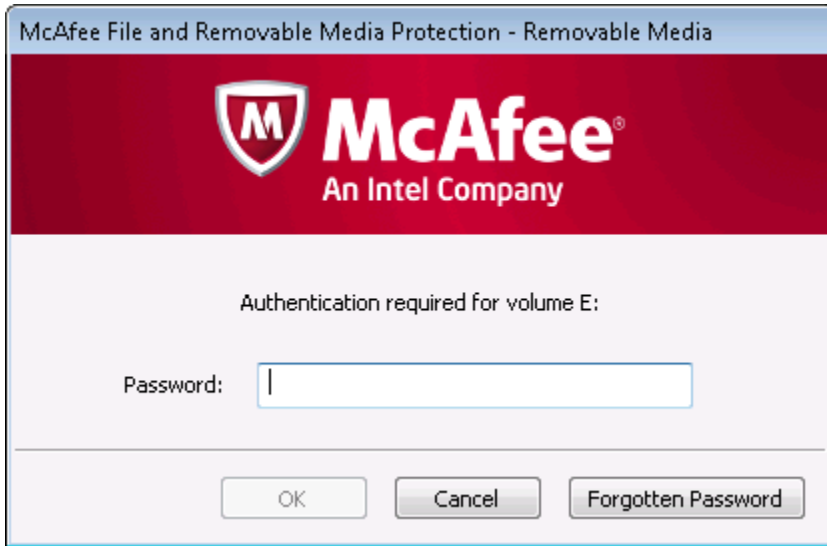 McAfee File and Removable Media Protection - Removable Media
M McAfee®
An Intel Company
Authentication required for volume E:
Password:
OK Cancel Forgotten Password